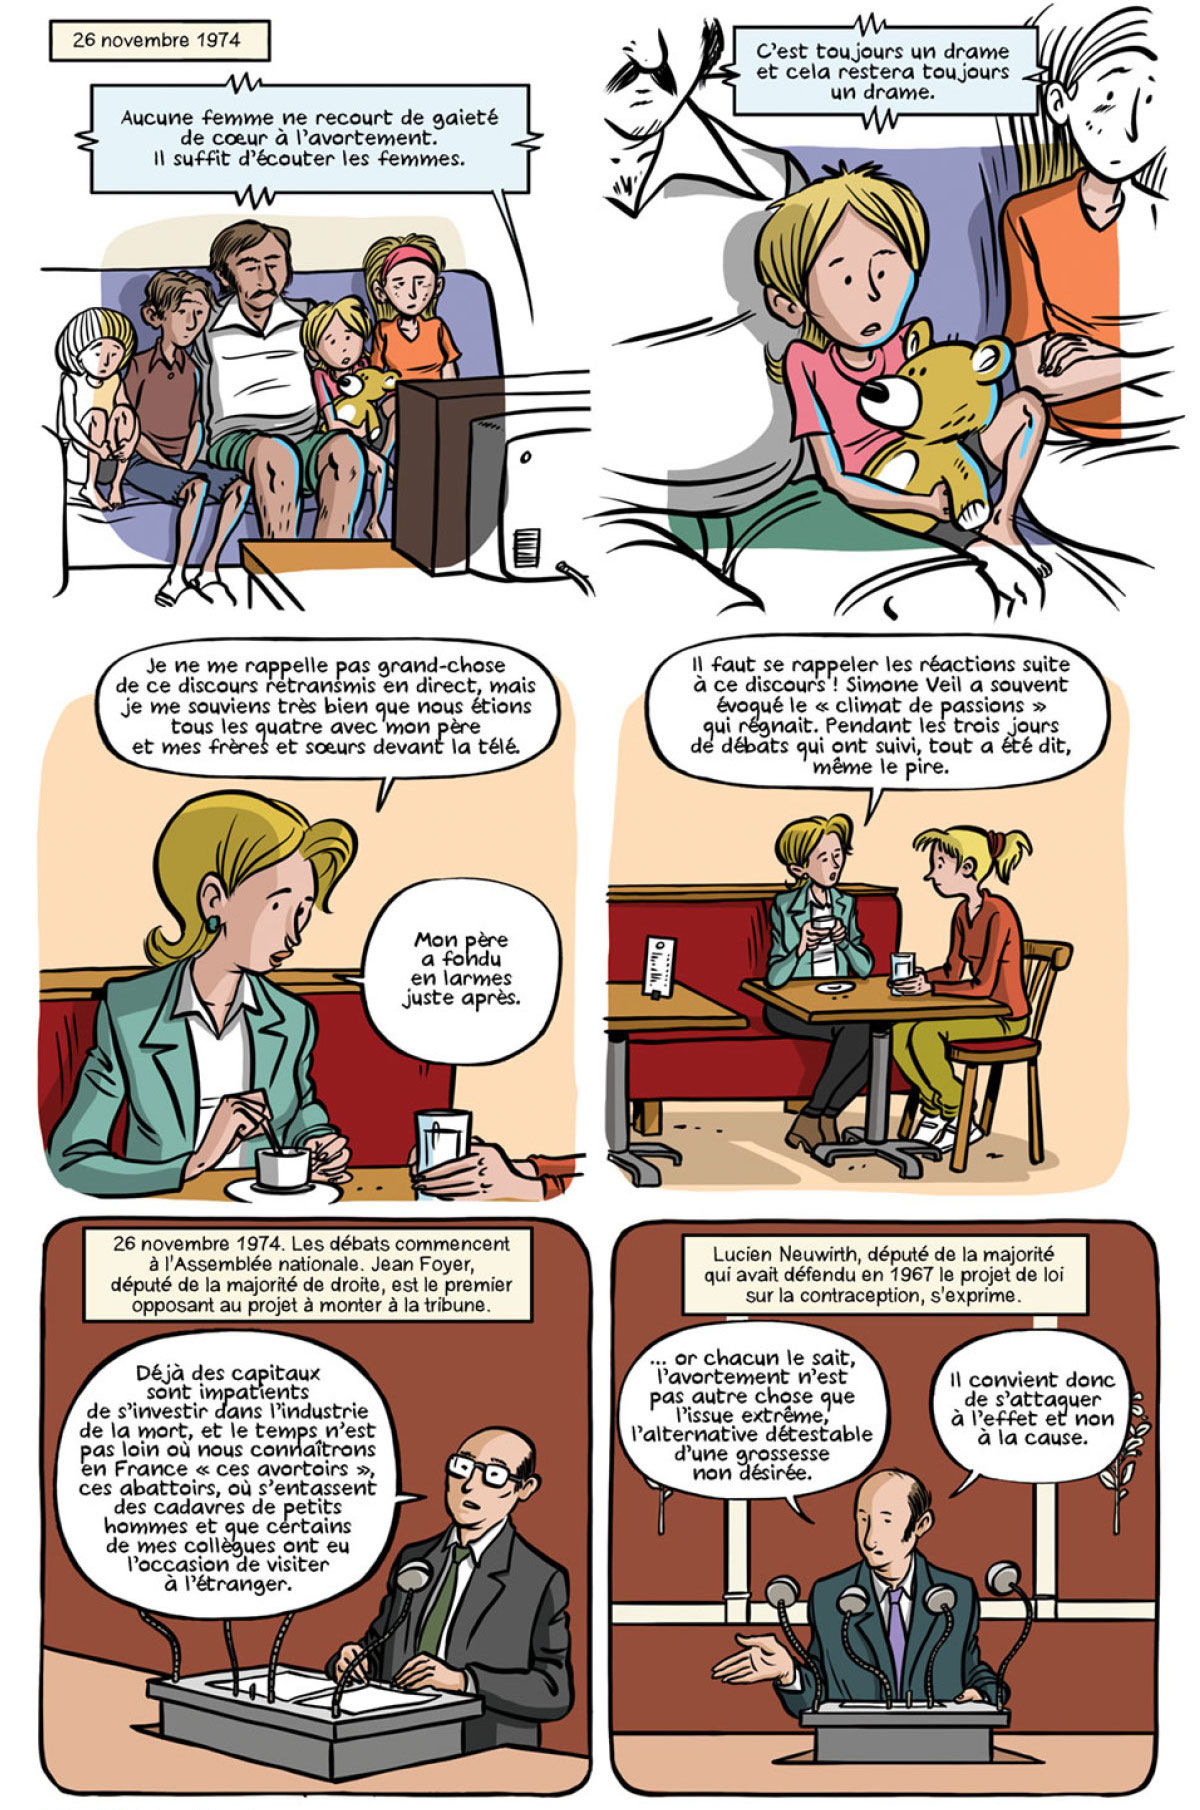 26 novembre 1974
Aucune femme ne recourt de gaieté
de cœur à l'avortement.
Il suffit d'écouter les femmes.
C'est toujours un drame
et cela restera toujours
un drame.
Je ne me rappelle pas grand-chose
de ce discours retransmis en direct, mais
je me souviens très bien que nous étions
tous les quatre avec mon père
et mes frères et sœurs devant la télé.
Mon père
a fondu
en larmes
juste après.
Il faut se rappeler les réactions suite
à ce discours ! Simone Veil a souvent
évoqué le « climat de passions »
qui régnait. Pendant les trois jours
de débats qui ont suivi, tout a été dit,
même le pire.
26 novembre 1974. Les débats commencent
à l'Assemblée nationale. Jean Foyer,
député de la majorité de droite, est le premier
opposant au projet à monter à la tribune.
Déjà des capitaux
sont impatients
de s'investir dans l'industrie
de la mort, et le temps n'est
pas loin où nous connaîtrons
en France « ces avortoirs »,
ces abattoirs, où s'entassent
des cadavres de petits
hommes et que certains
de mes collègues ont eu
l'occasion de visiter
à l'étranger.
Lucien Neuwirth, député de la majorité
qui avait défendu en 1967 le projet de loi
sur la contraception, s'exprime.
... or chacun le sait,
l'avortement n'est
pas autre chose que
l'issue extrême,
l'alternative détestable
d'une grossesse
non désirée.
Il convient donc
de s'attaquer
à l'effet et non
à la cause.